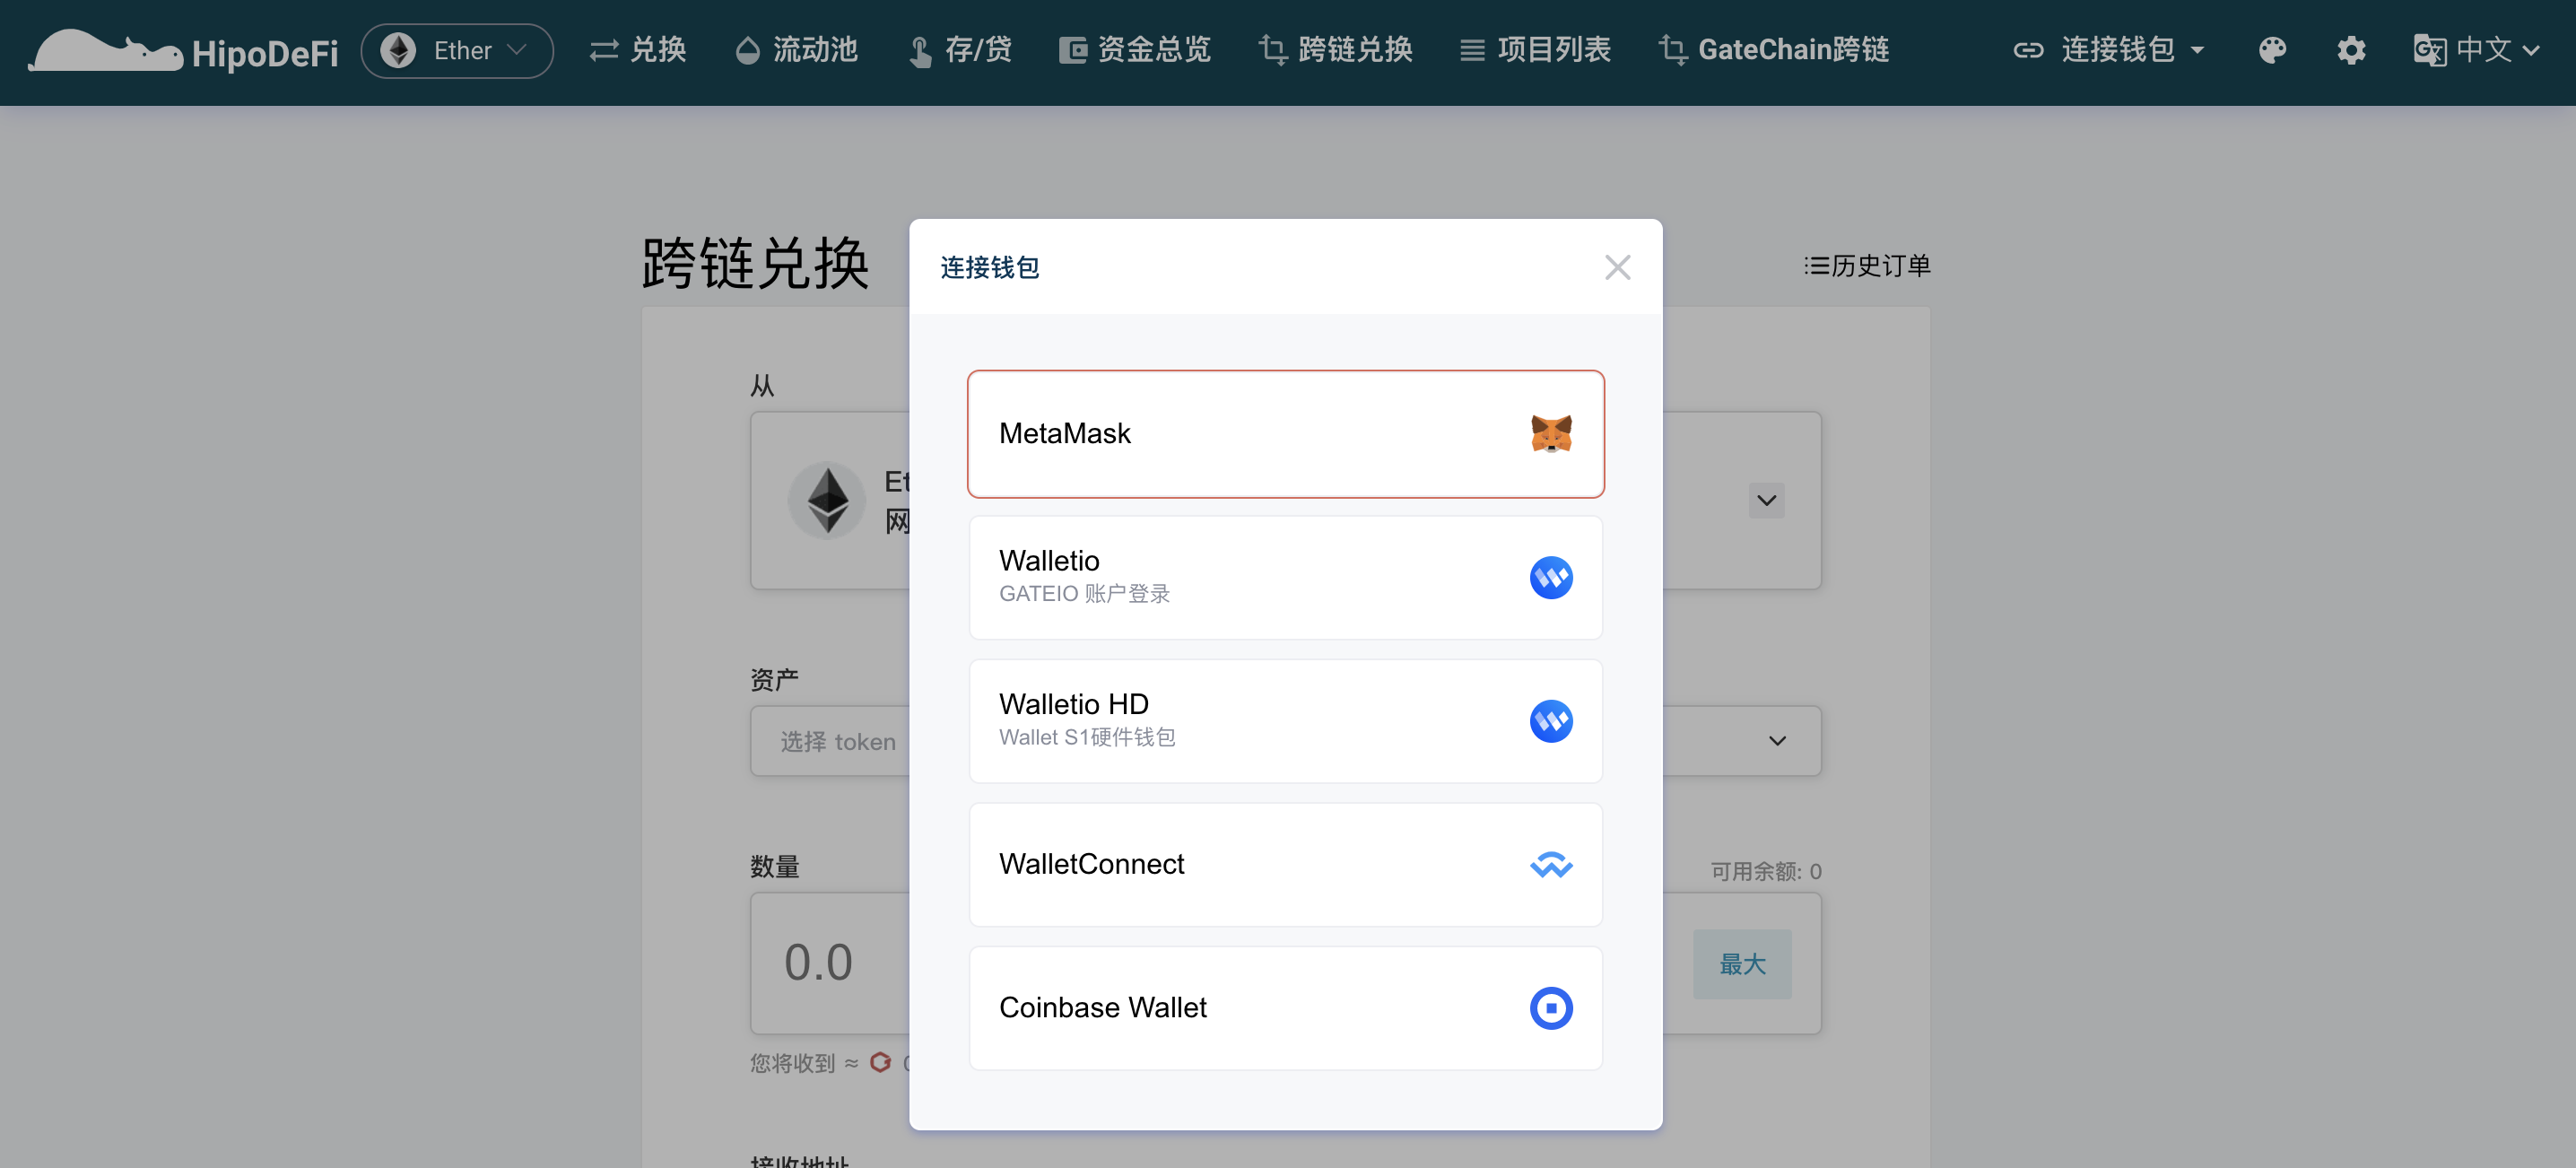 HipoDeFi Ether 兑换 流动池 存/贷 资金总览 跨链兑换 项目列表 GateChain跨链 连接钱包 中文
跨链兑换
历史订单
从
网
资产
选择 token
数量
可用余额: 0
0.0
最大
您将收到 ≈
连接钱包
MetaMask
Walletio
GATEIO 账户登录
Walletio HD
Wallet S1硬件钱包
WalletConnect
Coinbase Wallet